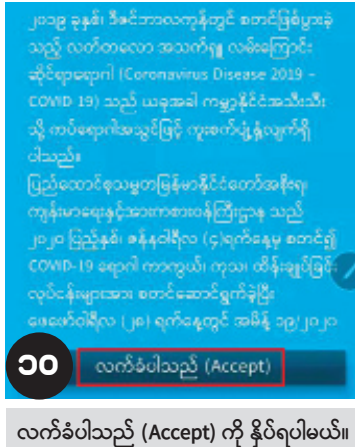 ၂၀၁၉ ခုနှစ်၊ ဒီဇင်ဘာလကုန်တွင် စတင်ဖြစ်ပွားခဲ့
သည့် လက်တလော အသက်ရှူ လမ်းကြောင်း
ဆိုင်ရာရောဂါ (Coronavirus Disease 2019 –
COVID 19) သည် ယခုအခါ ကမ္ဘာ့နိုင်ငံအသီးသီး
သို့ ကပ်ရောဂါအသွင်ဖြင့် ကူးစက်ပျံ့နှံ့လျက်ရှိ
ပါသည်။
ပြည်ထောင်စုသမ္မတမြန်မာနိုင်ငံတော်အစိုးရ၊
ကျန်းမာရေးနှင့်အားကစားဝန်ကြီးဌာန သည်
၂၀၂၀ ပြည့်နှစ်၊ ဇန်နဝါရီလ (၄)ရက်နေ့မှ စတင်၍
COVID-19 ရောဂါ ကာကွယ်၊ ကုသ၊ ထိန်းချုပ်ခြင်း
လုပ်ငန်းများအား စတင်ဆောင်ရွက်ခဲ့ပြီး
ဖေဖော်ဝါရီလ (၂၈) ရက်နေ့တွင် အမိန့် ၁၉/၂၀၂၀
၁၀ လက်ခံပါသည် (Accept)
လက်ခံပါသည် (Accept) ကို နှိပ်ရပါမယ်။